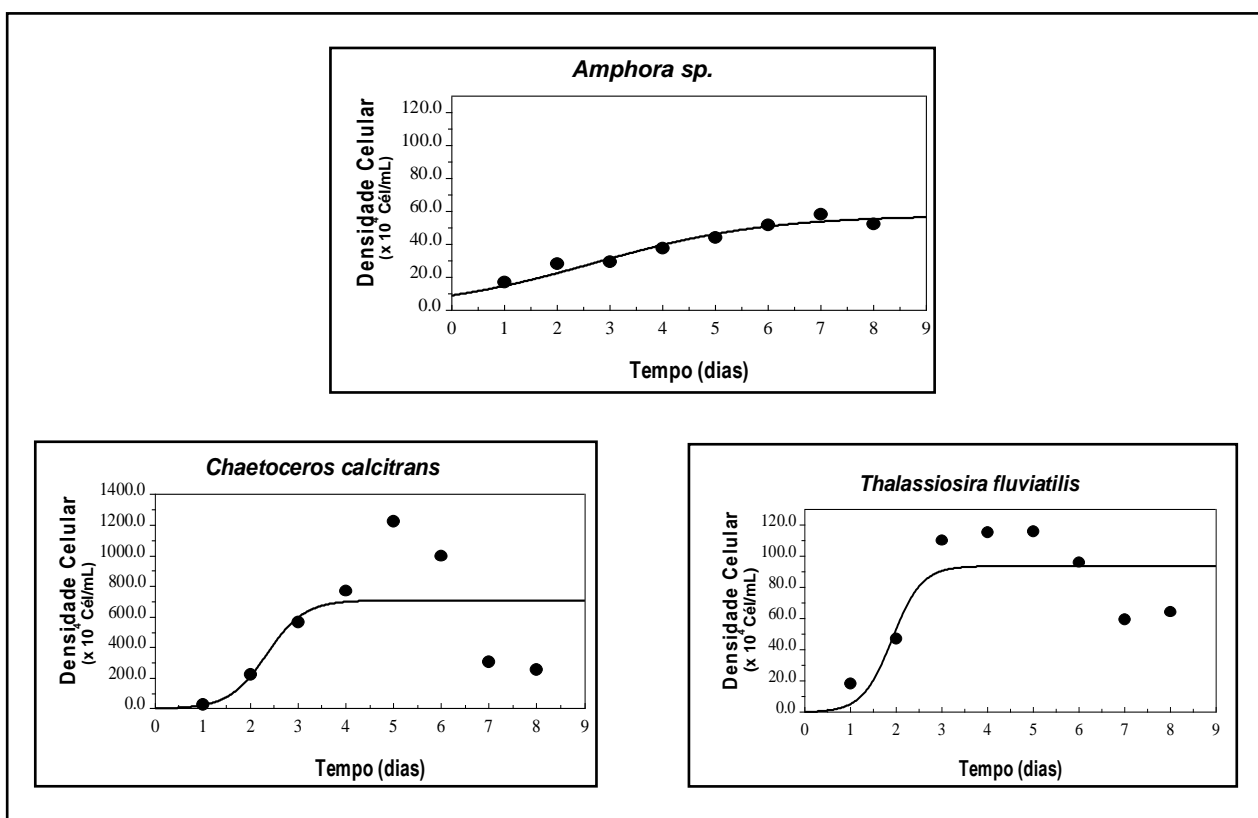 Amphora sp.
Densidade Celular
(x 10⁴ Cél/mL)
120.0
100.0
80.0
60.0
40.0
20.0
0.0
0 1 2 3 4 5 6 7 8 9
Tempo (dias)
Chaetoceros calcitrans
Densidade Celular
(x 10⁴ Cél/mL)
1400.0
1200.0
1000.0
800.0
600.0
400.0
200.0
0.0
0 1 2 3 4 5 6 7 8 9
Tempo (dias)
Thalassiosira fluviatilis
Densidade Celular
(x 10⁴ Cél/mL)
120.0
100.0
80.0
60.0
40.0
20.0
0.0
0 1 2 3 4 5 6 7 8 9
Tempo (dias)